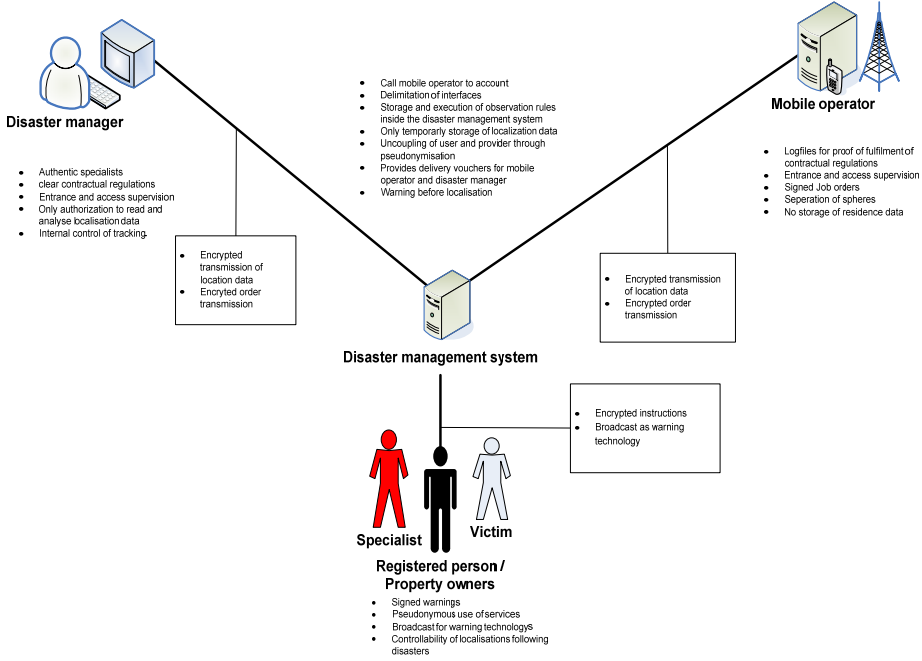 Disaster manager
• Authentic specialists
• clear contractual regulations
• Entrance and access supervision
• Only authorization to read and
analyse localisation data
• Internal control of tracking.
• Call mobile operator to account
• Delimitation of interfaces
• Storage and execution of observation rules
inside the disaster management system
• Only temporarly storage of localization data
• Uncoupling of user and provider through
pseudonymisation
• Provides delivery vouchers for mobile
operator and disaster manager
• Warning before localisation
Mobile operator
• Logfiles for proof of fulfilment of
contractual regulations
• Entrance and access supervision
• Signed Job orders
• Seperation of spheres
• No storage of residence data
• Encrypted
transmission of
location data
• Encryted order
transmission
• Encrypted transmission
of location data
• Encrypted order
transmission
Disaster management system
• Encrypted instructions
• Broadcast as warning
technology
Specialist
Victim
Registered person /
Property owners
• Signed warnings
• Pseudonymous use of services
• Broadcast for warning technologys
• Controllability of localisations following
disasters